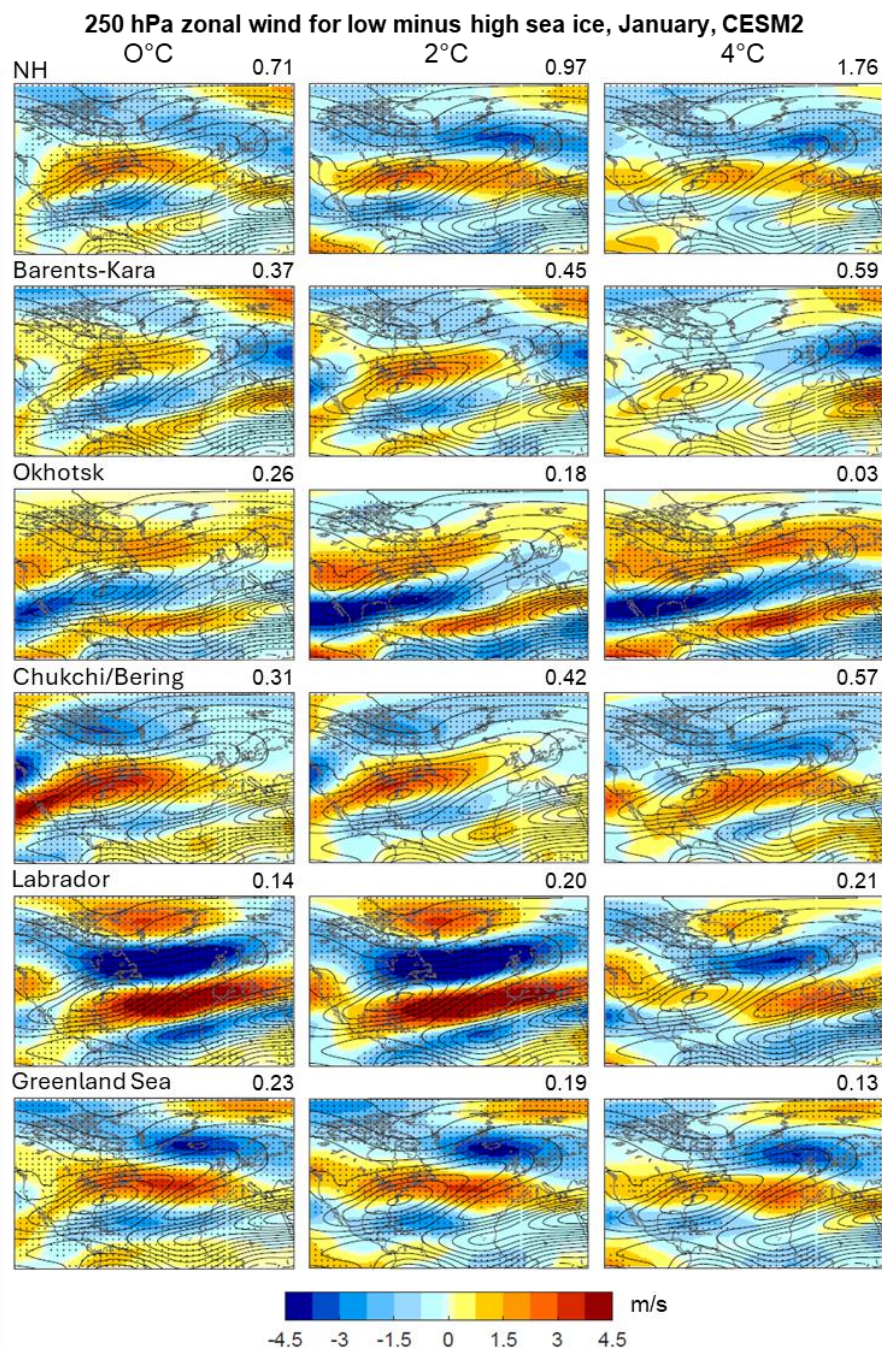 250 hPa zonal wind for low minus high sea ice, January, CESM2
O°C 2°C 4°C
NH 0.71 0.97 1.76
Barents-Kara 0.37 0.45 0.59
Okhotsk 0.26 0.18 0.03
Chukchi/Bering 0.31 0.42 0.57
Labrador 0.14 0.20 0.21
Greenland Sea 0.23 0.19 0.13
m/s
-4.5 -3 -1.5 0 1.5 3 4.5